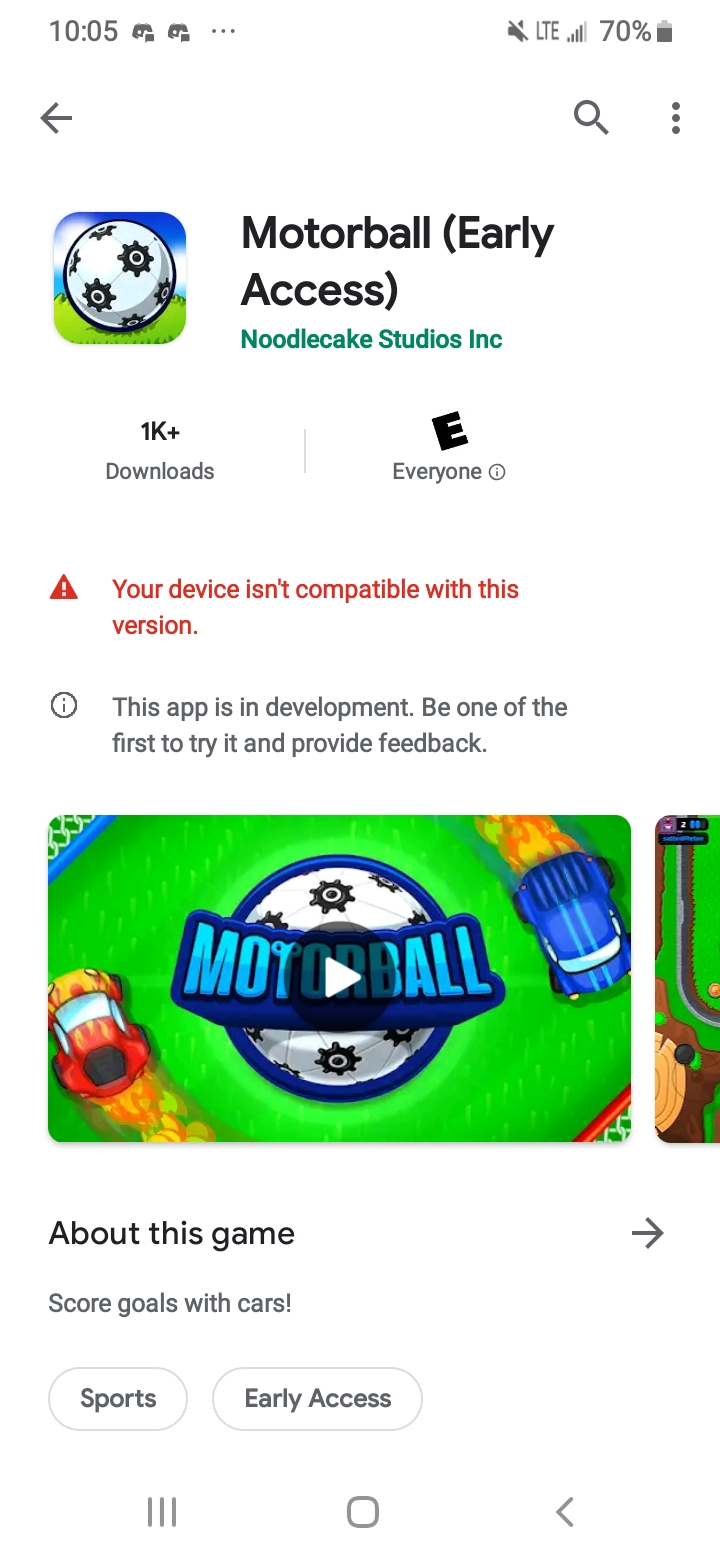 10:05
LTE
70%
Motorball (Early
Access)
Noodlecake Studios Inc
1K+
E
Downloads
Everyone
Your device isn't compatible with this
version.
This app is in development. Be one of the
first to try it and provide feedback.
MOTORBALL
2
About this game
Score goals with cars!
Sports
Early Access